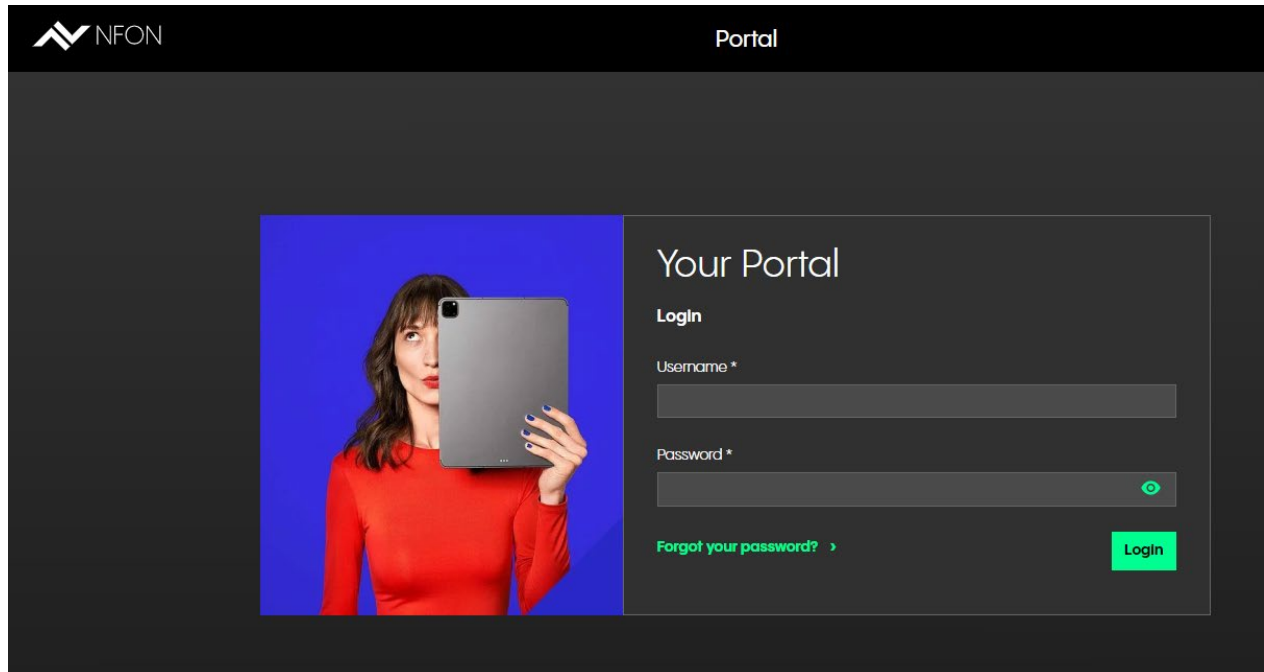 NFON
Portal
Your Portal
Login
Username *
Password *
Forgot your password? ›
Login